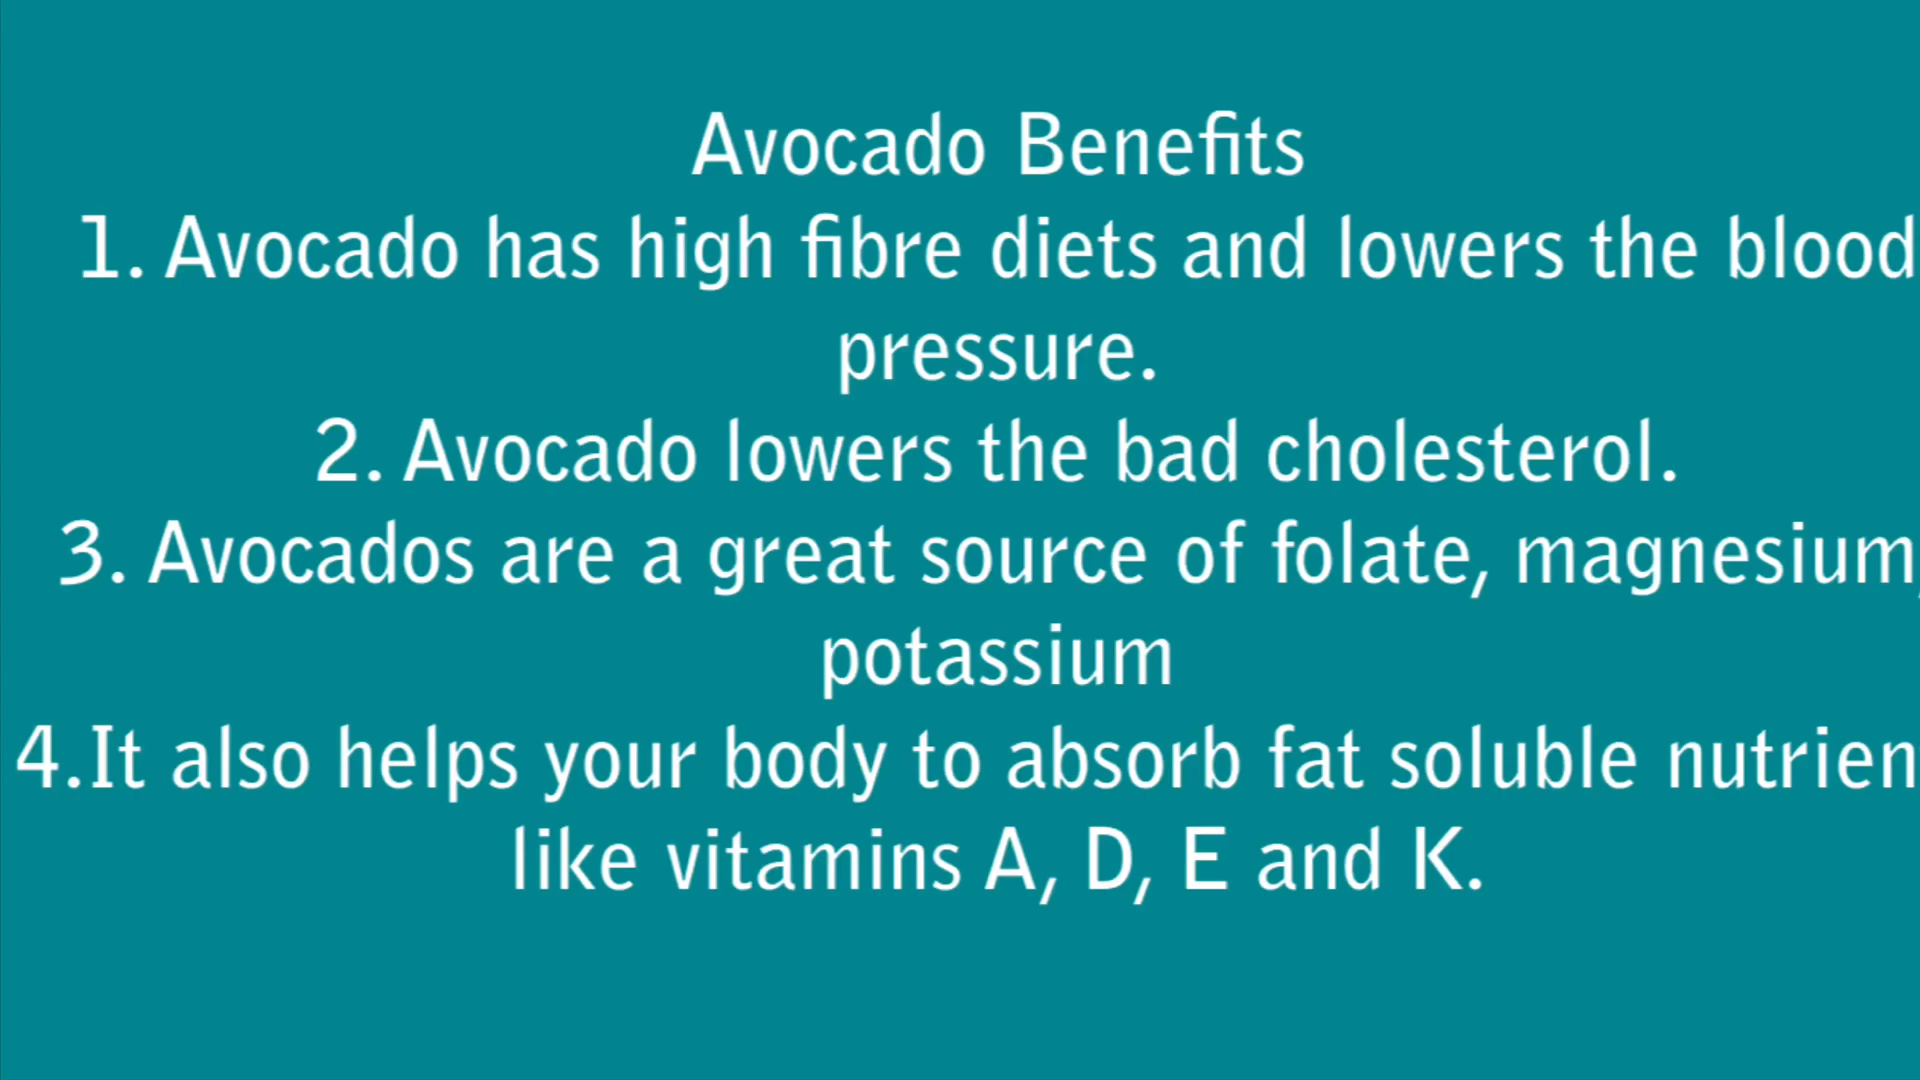 Avocado Benefits
1. Avocado has high fibre diets and lowers the blood
pressure.
2. Avocado lowers the bad cholesterol.
3. Avocados are a great source of folate, magnesium,
potassium
4.It also helps your body to absorb fat soluble nutrien
like vitamins A, D, E and K.